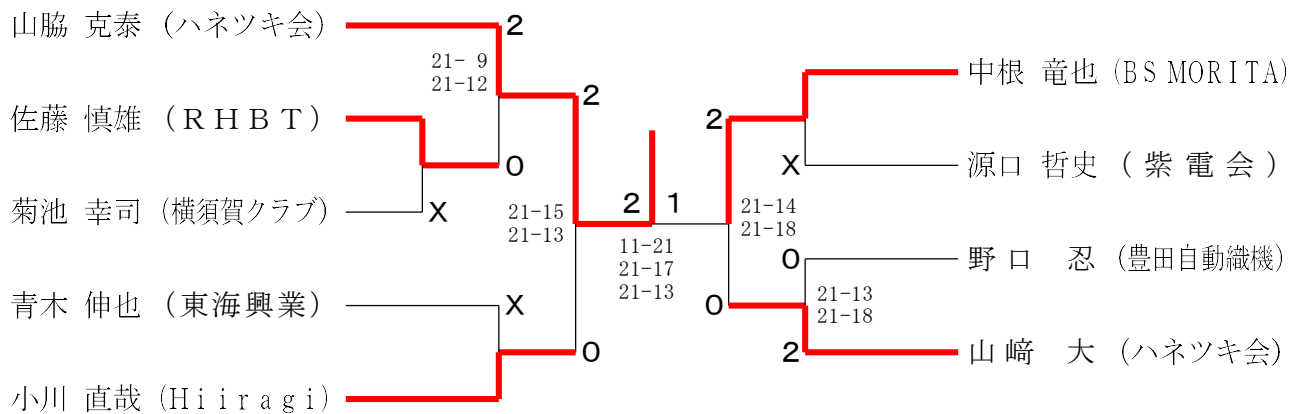 山脇 克泰 (ハネツキ会)
2
21- 9
21-12
2
佐藤 慎雄 (ＲＨＢＴ)
0
菊池 幸司 (横須賀クラブ)
X
21-15
21-13
青木 伸也 (東海興業)
X
0
小川 直哉 (Hiiragi)
2 1
11-21
21-17
21-13
中根 竜也 (BS MORITA)
2
X
源口 哲史 (紫電会)
21-14
21-18
0
野口 忍 (豊田自動織機)
0
21-13
21-18
2
山﨑 大 (ハネツキ会)